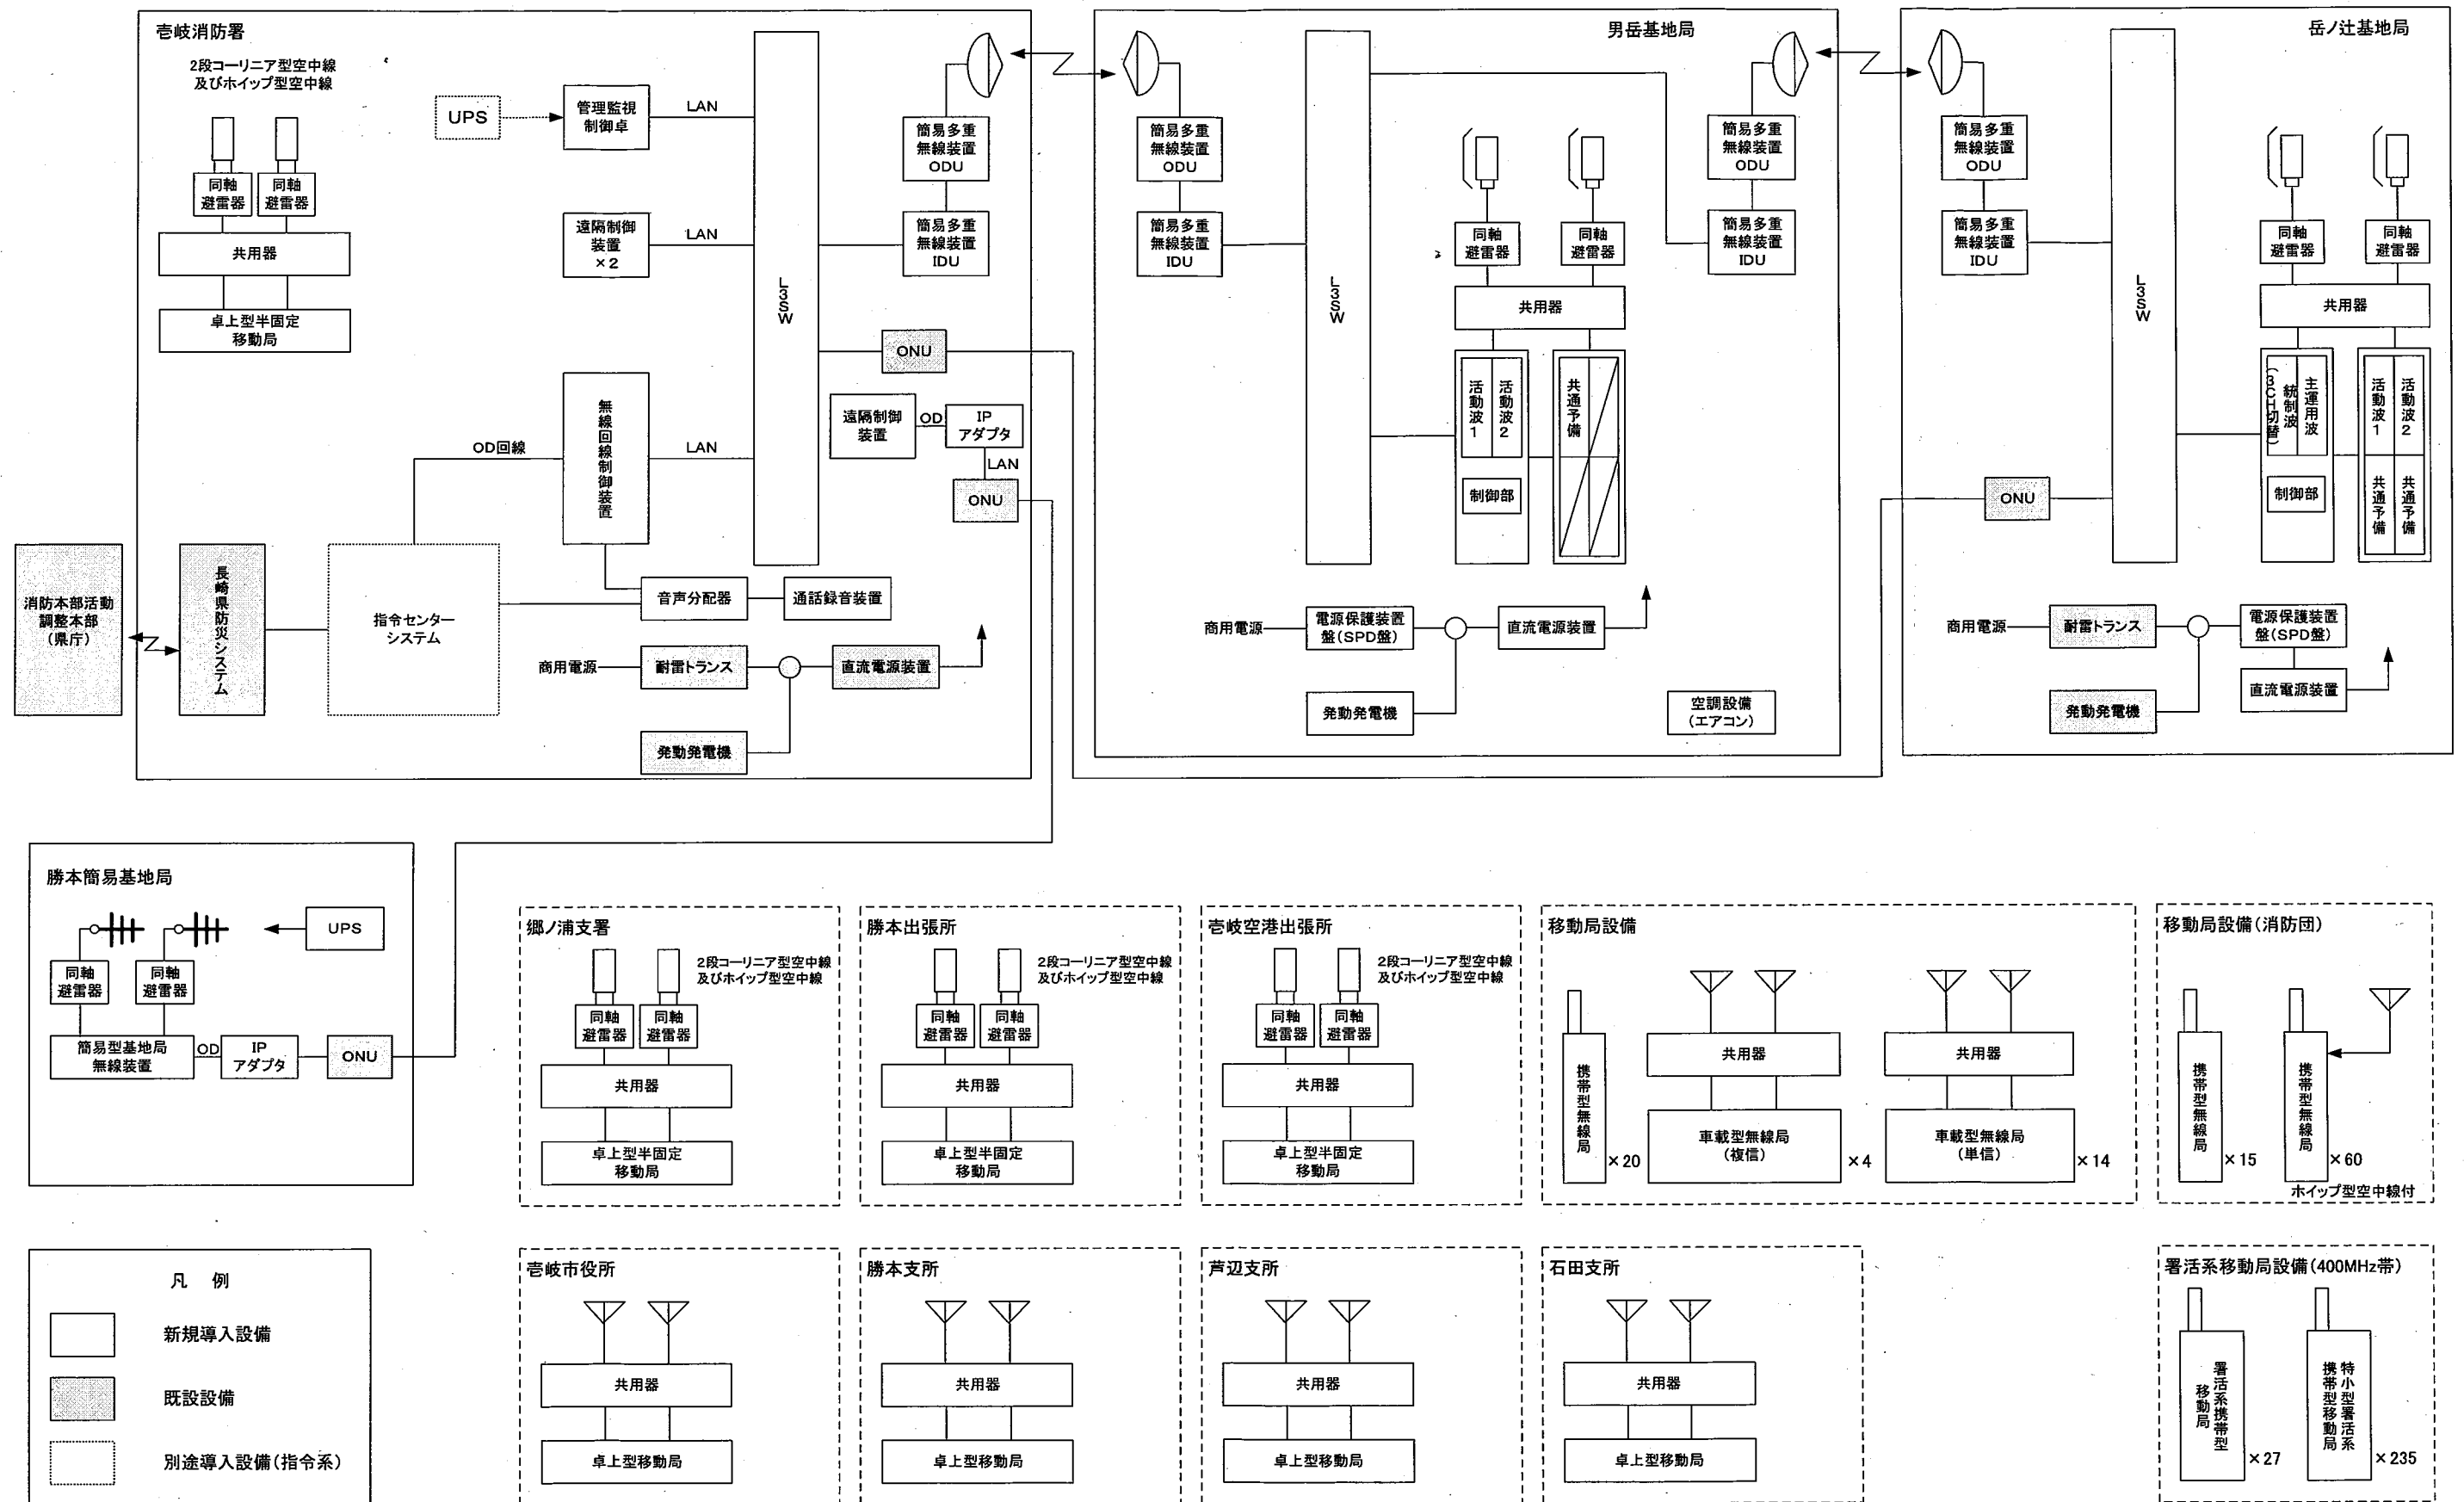 壱岐消防署
2段コーリニア型空中線
及びホイップ型空中線
同軸
避雷器
同軸
避雷器
共用器
卓上型半固定
移動局
UPS
管理監視
制御卓
LAN
遠隔制御
装置
×2
LAN
L3SW
簡易多重
無線装置
ODU
簡易多重
無線装置
IDU
ONU
遠隔制御
装置
OD
IP
アダプタ
LAN
ONU
無線回線制御装置
LAN
OD回線
消防本部活動
調整本部
(県庁)
長崎県防災システム
指令センター
システム
音声分配器
通話録音装置
商用電源
耐雷トランス
直流電源装置
発動発電機
男岳基地局
簡易多重
無線装置
ODU
簡易多重
無線装置
IDU
L3SW
同軸
避雷器
同軸
避雷器
共用器
活動波1
活動波2
共通予備
制御部
簡易多重
無線装置
ODU
簡易多重
無線装置
IDU
商用電源
電源保護装置
盤(SPD盤)
直流電源装置
発動発電機
空調設備
(エアコン)
岳ノ辻基地局
簡易多重
無線装置
ODU
簡易多重
無線装置
IDU
L3SW
ONU
同軸
避雷器
同軸
避雷器
共用器
主運用波
統制波
(3CH切替)
制御部
活動波1
活動波2
共通予備
共通予備
商用電源
耐雷トランス
電源保護装置
盤(SPD盤)
直流電源装置
発動発電機
勝本簡易基地局
UPS
同軸
避雷器
同軸
避雷器
簡易型基地局
無線装置
OD
IP
アダプタ
ONU
郷ノ浦支署
2段コーリニア型空中線
及びホイップ型空中線
同軸
避雷器
同軸
避雷器
共用器
卓上型半固定
移動局
勝本出張所
2段コーリニア型空中線
及びホイップ型空中線
同軸
避雷器
同軸
避雷器
共用器
卓上型半固定
移動局
壱岐空港出張所
2段コーリニア型空中線
及びホイップ型空中線
同軸
避雷器
同軸
避雷器
共用器
卓上型半固定
移動局
移動局設備
携帯型無線局
×20
共用器
車載型無線局
(複信)
×4
共用器
車載型無線局
(単信)
×14
移動局設備(消防団)
携帯型無線局
×15
携帯型無線局
×60
ホイップ型空中線付
凡 例
新規導入設備
既設設備
別途導入設備(指令系)
壱岐市役所
共用器
卓上型移動局
勝本支所
共用器
卓上型移動局
芦辺支所
共用器
卓上型移動局
石田支所
共用器
卓上型移動局
署活系移動局設備(400MHz帯)
署活系携帯型
移動局
×27
特小型署活系
携帯型移動局
×235